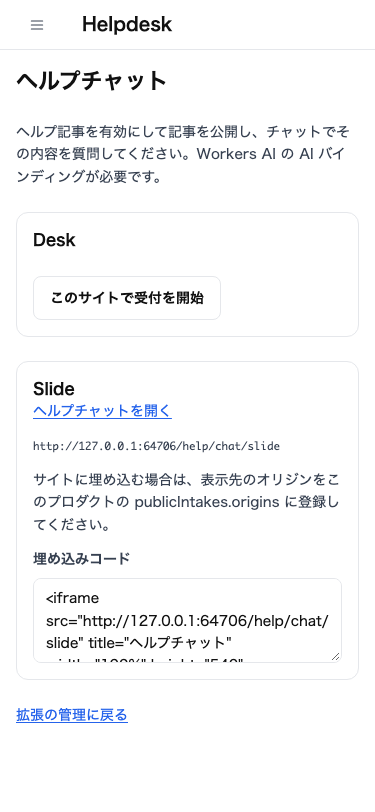 Helpdesk
ヘルプチャット
ヘルプ記事を有効にして記事を公開し、チャットでそ
の内容を質問してください。Workers AI の AI バイ
ンディングが必要です。
Desk
このサイトで受付を開始
Slide
ヘルプチャットを開く
http://127.0.0.1:64706/help/chat/slide
サイトに埋め込む場合は、表示先のオリジンをこ
のプロダクトの publicIntakes.origins に登録し
てください。
埋め込みコード
<iframe
src="http://127.0.0.1:64706/help/chat/
slide" title="ヘルプチャット"
拡張の管理に戻る